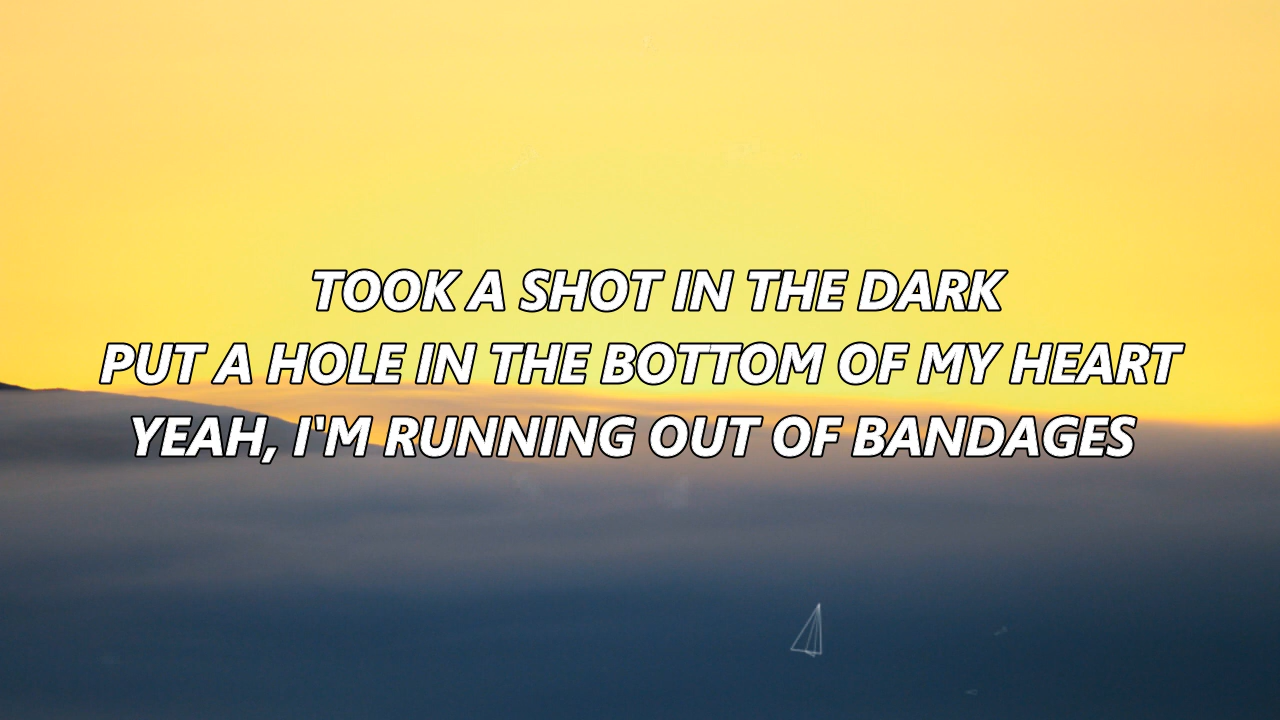 TOOK A SHOT IN THE DARK
PUT A HOLE IN THE BOTTOM OF MY HEART
YEAH, I'M RUNNING OUT OF BANDAGES